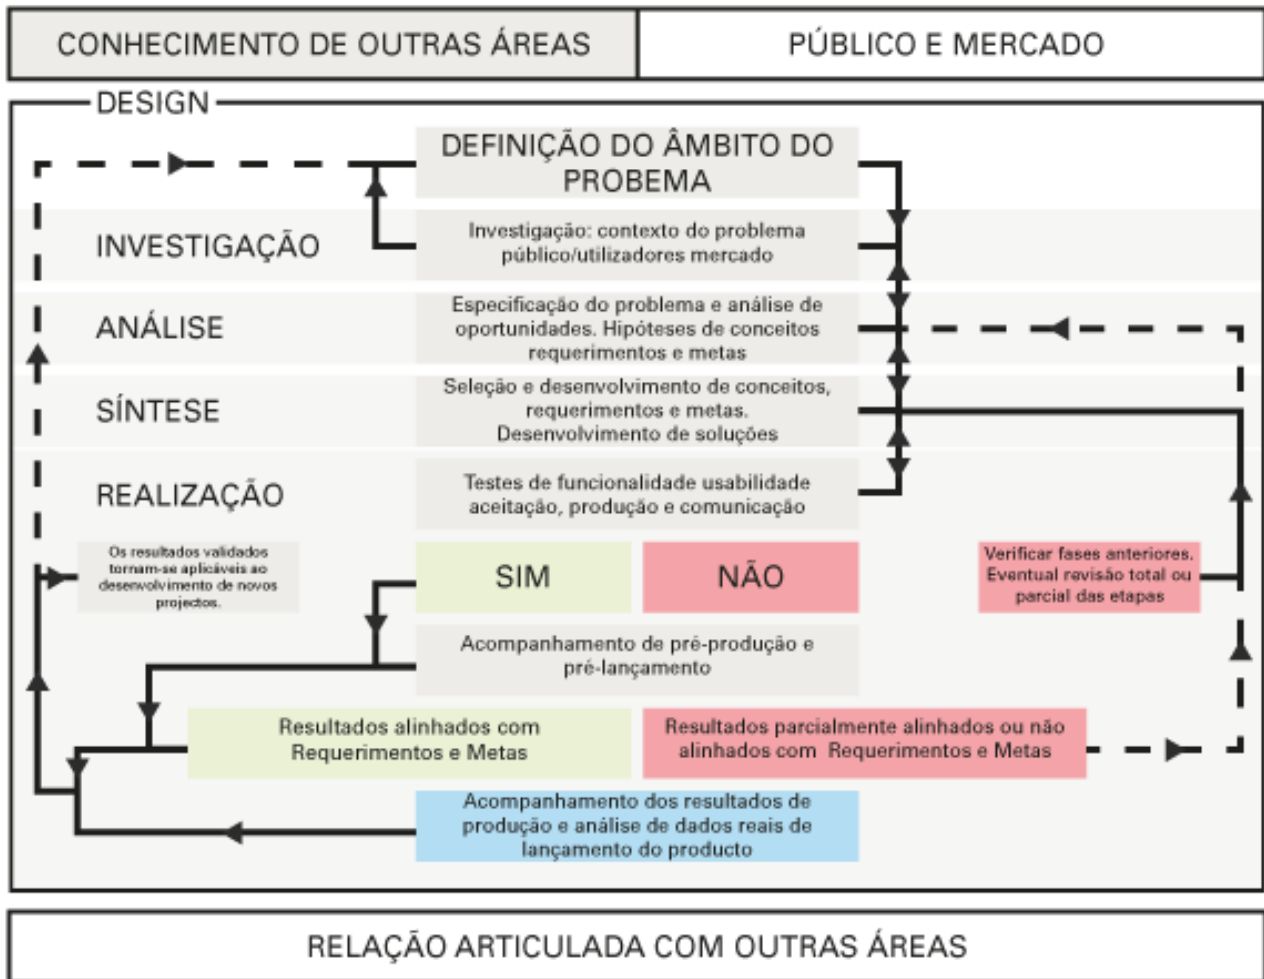 CONHECIMENTO DE OUTRAS ÁREAS
PÚBLICO E MERCADO
DESIGN
DEFINIÇÃO DO ÂMBITO DO
PROBEMA
INVESTIGAÇÃO
Investigação: contexto do problema
público/utilizadores mercado
ANÁLISE
Especificação do problema e análise de
oportunidades. Hipóteses de conceitos
requerimentos e metas
SÍNTESE
Seleção e desenvolvimento de conceitos,
requerimentos e metas.
Desenvolvimento de soluções
REALIZAÇÃO
Testes de funcionalidade usabilidade
aceitação, produção e comunicação
Os resultados validados
tornam-se aplicáveis ao
desenvolvimento de novos
projectos.
SIM
NÃO
Verificar fases anteriores.
Eventual revisão total ou
parcial das etapas
Acompanhamento de pré-produção e
pré-lançamento
Resultados alinhados com
Requerimentos e Metas
Resultados parcialmente alinhados ou não
alinhados com Requerimentos e Metas
Acompanhamento dos resultados de
produção e análise de dados reais de
lançamento do producto
RELAÇÃO ARTICULADA COM OUTRAS ÁREAS